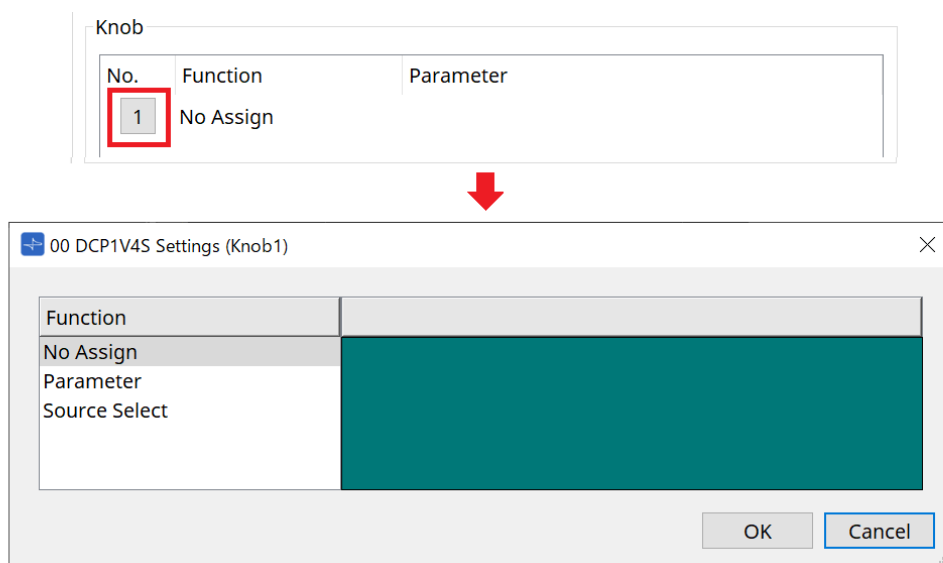 Knob
No. Function Parameter
1 No Assign
00 DCP1V4S Settings (Knob1)
Function
No Assign
Parameter
Source Select
OK Cancel